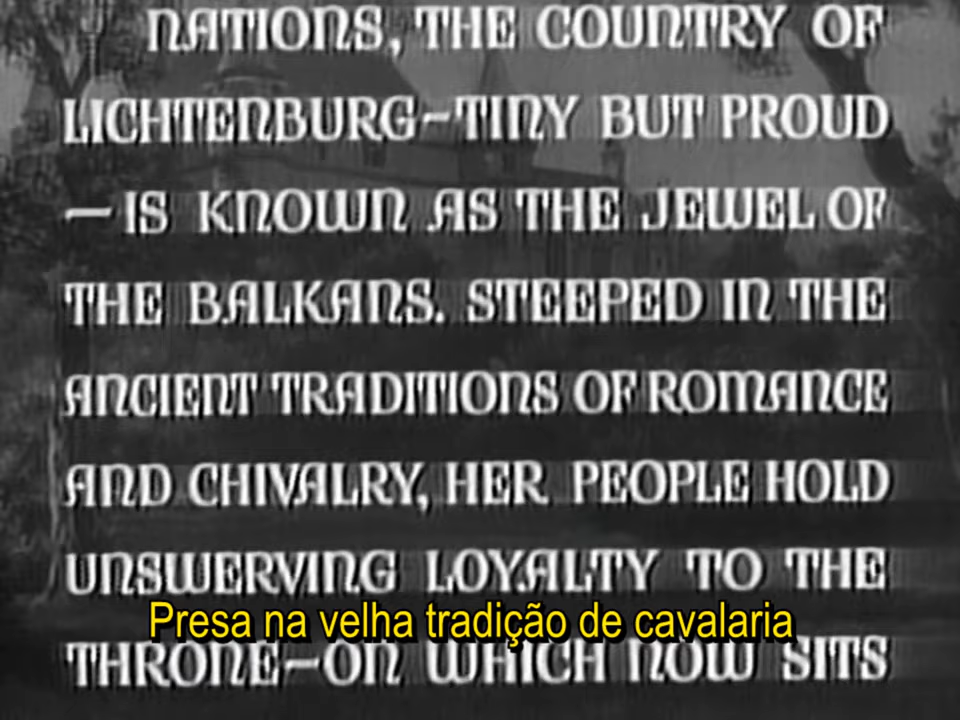 NATIONS, THE COUNTRY OF
LICHTENBURG—TINY BUT PROUD
—IS KNOWN AS THE JEWEL OF
THE BALKANS. STEEPED IN THE
ANCIENT TRADITIONS OF ROMANCE
AND CHIVALRY, HER PEOPLE HOLD
UNSWERVING LOYALTY TO THE
Presa na velha tradição de cavalaria
THRONE—ON WHICH NOW SITS